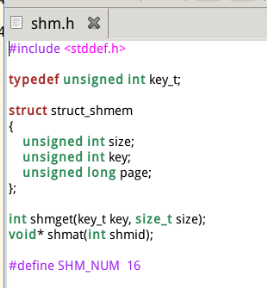 shm.h
#include <stddef.h>
typedef unsigned int key_t;
struct struct_shmem
{
    unsigned int size;
    unsigned int key;
    unsigned long page;
};
int shmget(key_t key, size_t size);
void* shmat(int shmid);
#define SHM_NUM  16